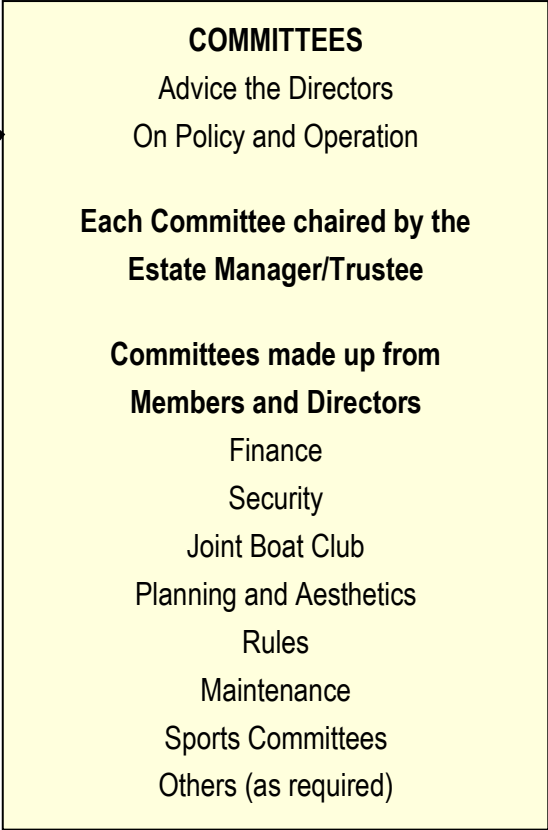 COMMITTEES
Advice the Directors
On Policy and Operation
Each Committee chaired by the
Estate Manager/Trustee
Committees made up from
Members and Directors
Finance
Security
Joint Boat Club
Planning and Aesthetics
Rules
Maintenance
Sports Committees
Others (as required)